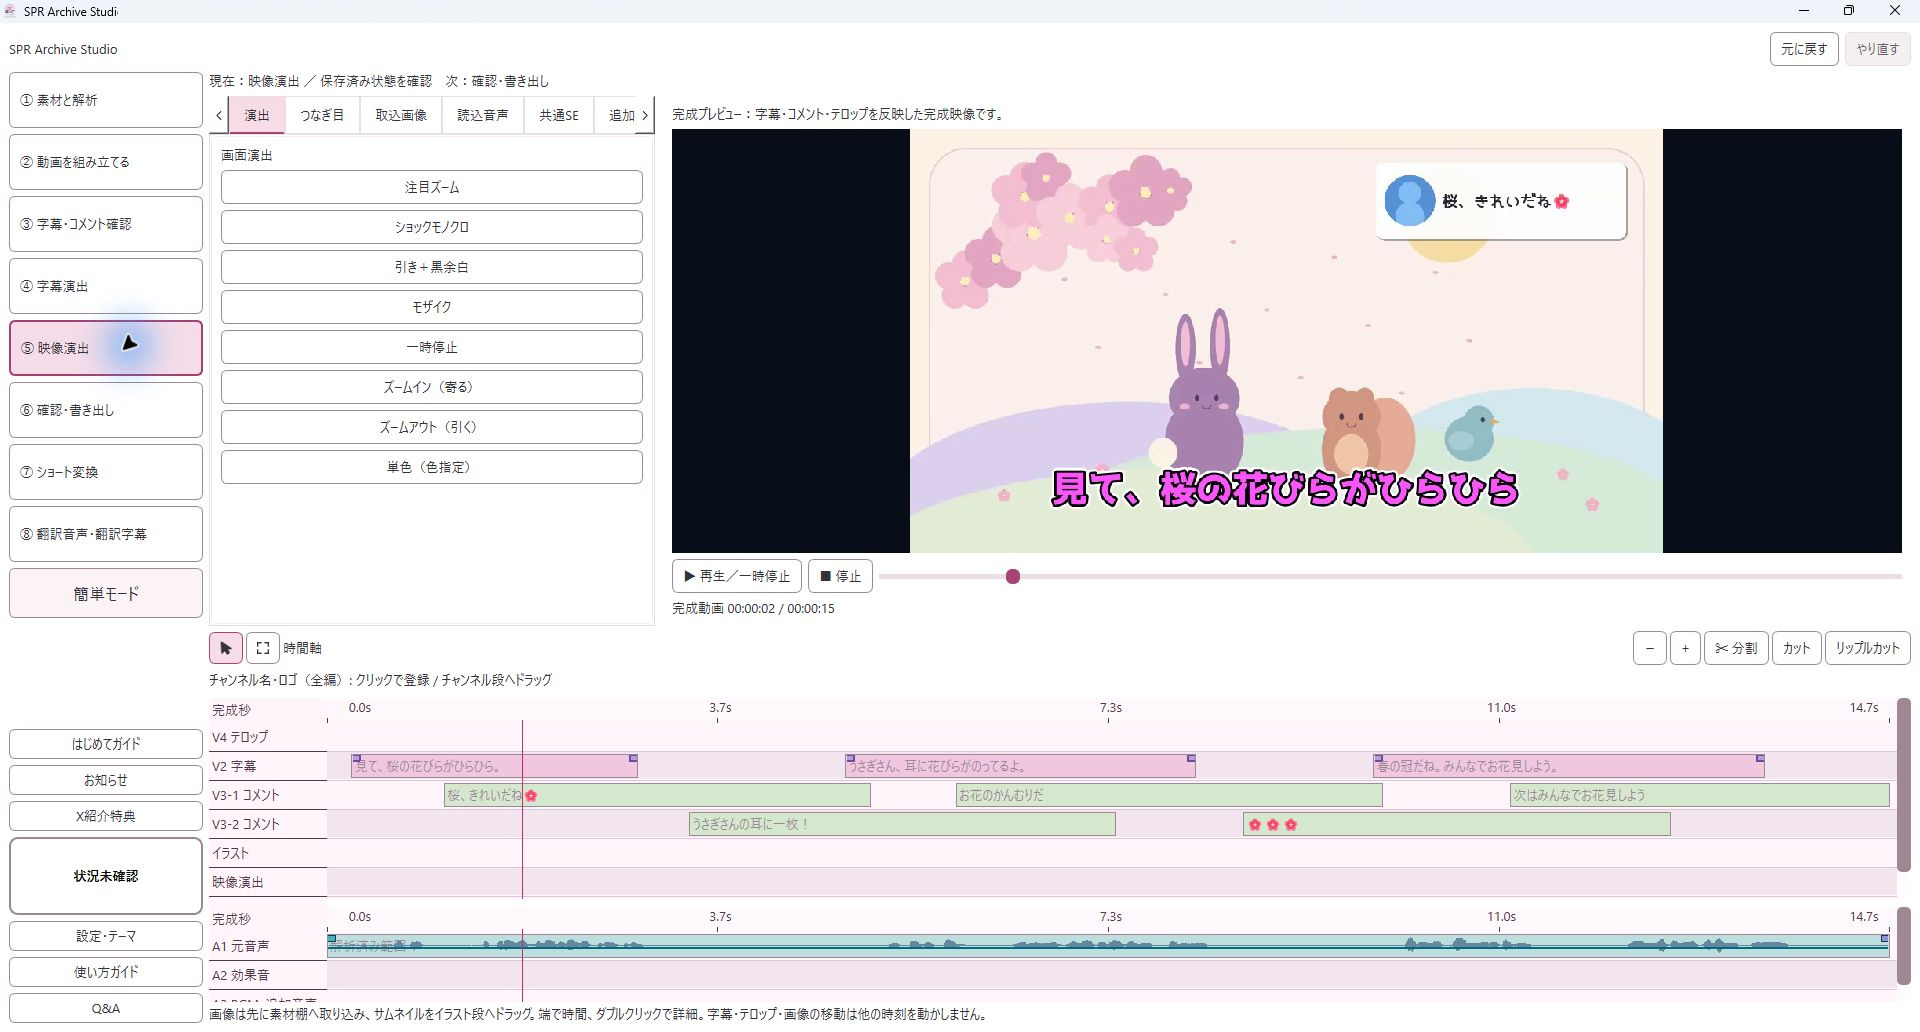 SPR Archive Studi
SPR Archive Studio
元に戻す
やり直す
① 素材と解析
② 動画を組み立てる
③ 字幕・コメント確認
④ 字幕演出
⑤ 映像演出
⑥ 確認・書き出し
⑦ ショート変換
⑧ 翻訳音声・翻訳字幕
簡単モード
はじめてガイド
お知らせ
X紹介特典
状況未確認
設定・テーマ
使い方ガイド
Q&A
現在：映像演出 ／ 保存済み状態を確認　次：確認・書き出し
演出
つなぎ目
取込画像
読込音声
共通SE
追加
画面演出
注目ズーム
ショックモノクロ
引き＋黒余白
モザイク
一時停止
ズームイン（寄る）
ズームアウト（引く）
単色（色指定）
完成プレビュー：字幕・コメント・テロップを反映した完成映像です。
桜、きれいだね🌸
見て、桜の花びらがひらひら
▶ 再生／一時停止
■ 停止
完成動画 00:00:02 / 00:00:15
時間軸
−
+
✂ 分割
カット
リップルカット
チャンネル名・ロゴ（全編）: クリックで登録 / チャンネル段へドラッグ
完成秒
0.0s
3.7s
7.3s
11.0s
14.7s
V4 テロップ
V2 字幕
見て、桜の花びらがひらひら。
うさぎさん、耳に花びらがのってるよ。
春の冠だね。みんなでお花見しよう。
V3-1 コメント
桜、きれいだね🌸
お花のかんむりだ
次はみんなでお花見しよう
V3-2 コメント
うさぎさんの耳に一枚！
🌸🌸🌸
イラスト
映像演出
完成秒
0.0s
3.7s
7.3s
11.0s
14.7s
A1 元音声
解析済み範囲
A2 効果音
画像は先に素材棚へ取り込み、サムネイルをイラスト段へドラッグ。端で時間、ダブルクリックで詳細。字幕・テロップ・画像の移動は他の時刻を動かしません。